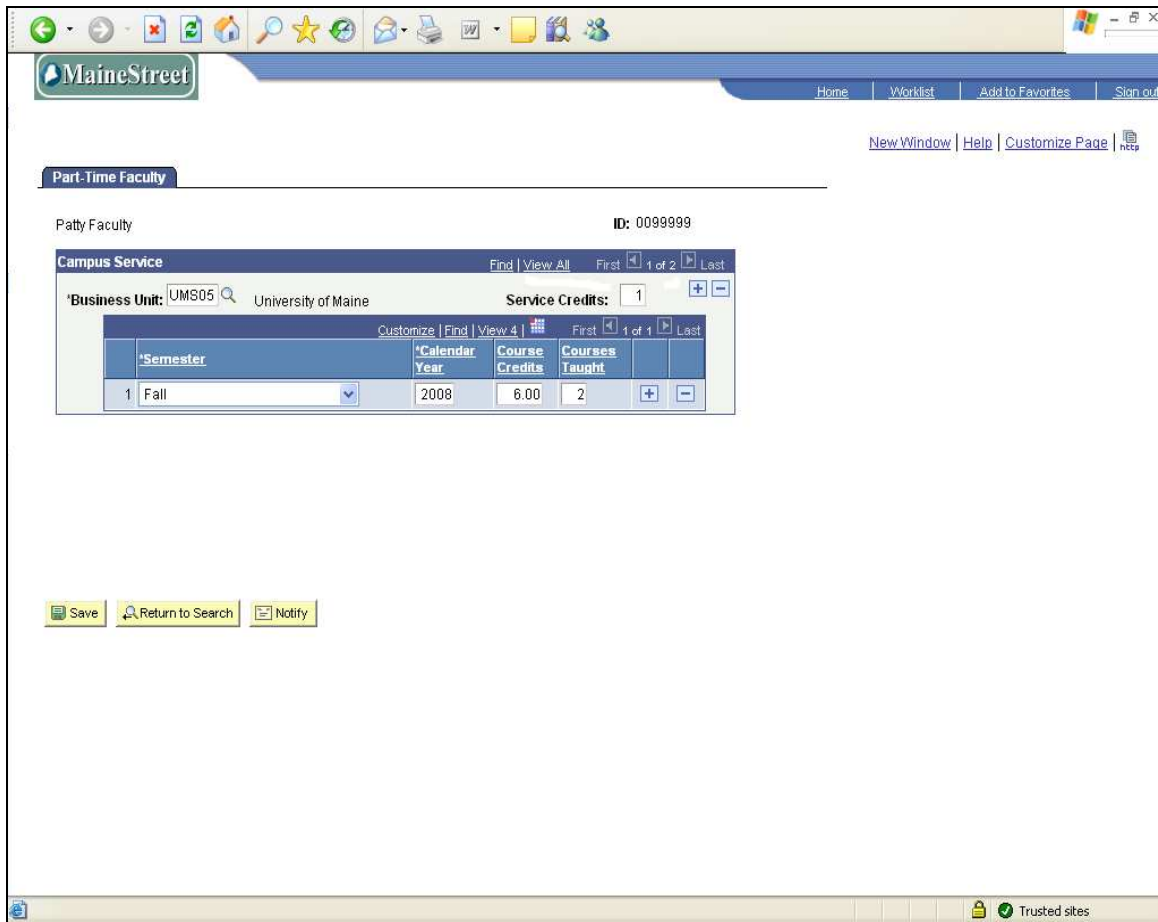 MaineStreet
Home | Worklist | Add to Favorites | Sign out
New Window | Help | Customize Page | http
Part-Time Faculty
Patty Faculty ID: 0099999
Campus Service Find | View All First 1 of 2 Last
*Business Unit: UMS05 University of Maine Service Credits: 1
Customize | Find | View 4 | First 1 of 1 Last
*Semester *Calendar Year Course Credits Courses Taught
1 Fall 2008 6.00 2
Save Return to Search Notify
Trusted sites